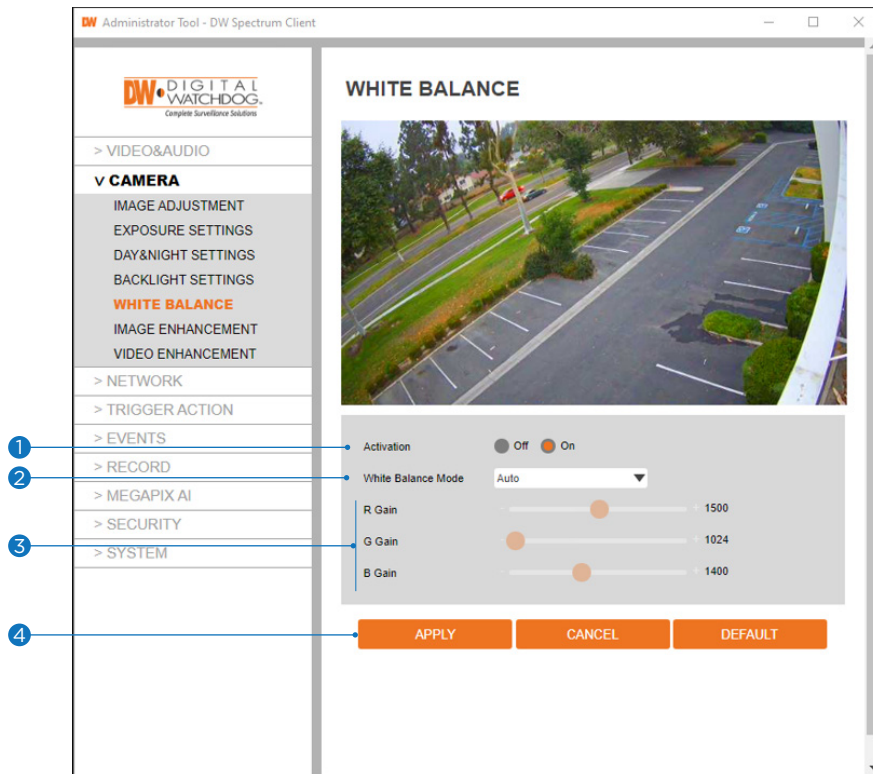 DW Administrator Tool - DW Spectrum Client
DW DIGITAL
WATCHDOG.
Complete Surveillance Solutions
> VIDEO&AUDIO
v CAMERA
IMAGE ADJUSTMENT
EXPOSURE SETTINGS
DAY&NIGHT SETTINGS
BACKLIGHT SETTINGS
WHITE BALANCE
IMAGE ENHANCEMENT
VIDEO ENHANCEMENT
> NETWORK
> TRIGGER ACTION
> EVENTS
> RECORD
> MEGAPIX AI
> SECURITY
> SYSTEM
WHITE BALANCE
1 Activation Off On
2 White Balance Mode Auto
3
R Gain - + 1500
G Gain - + 1024
B Gain - + 1400
4 APPLY CANCEL DEFAULT